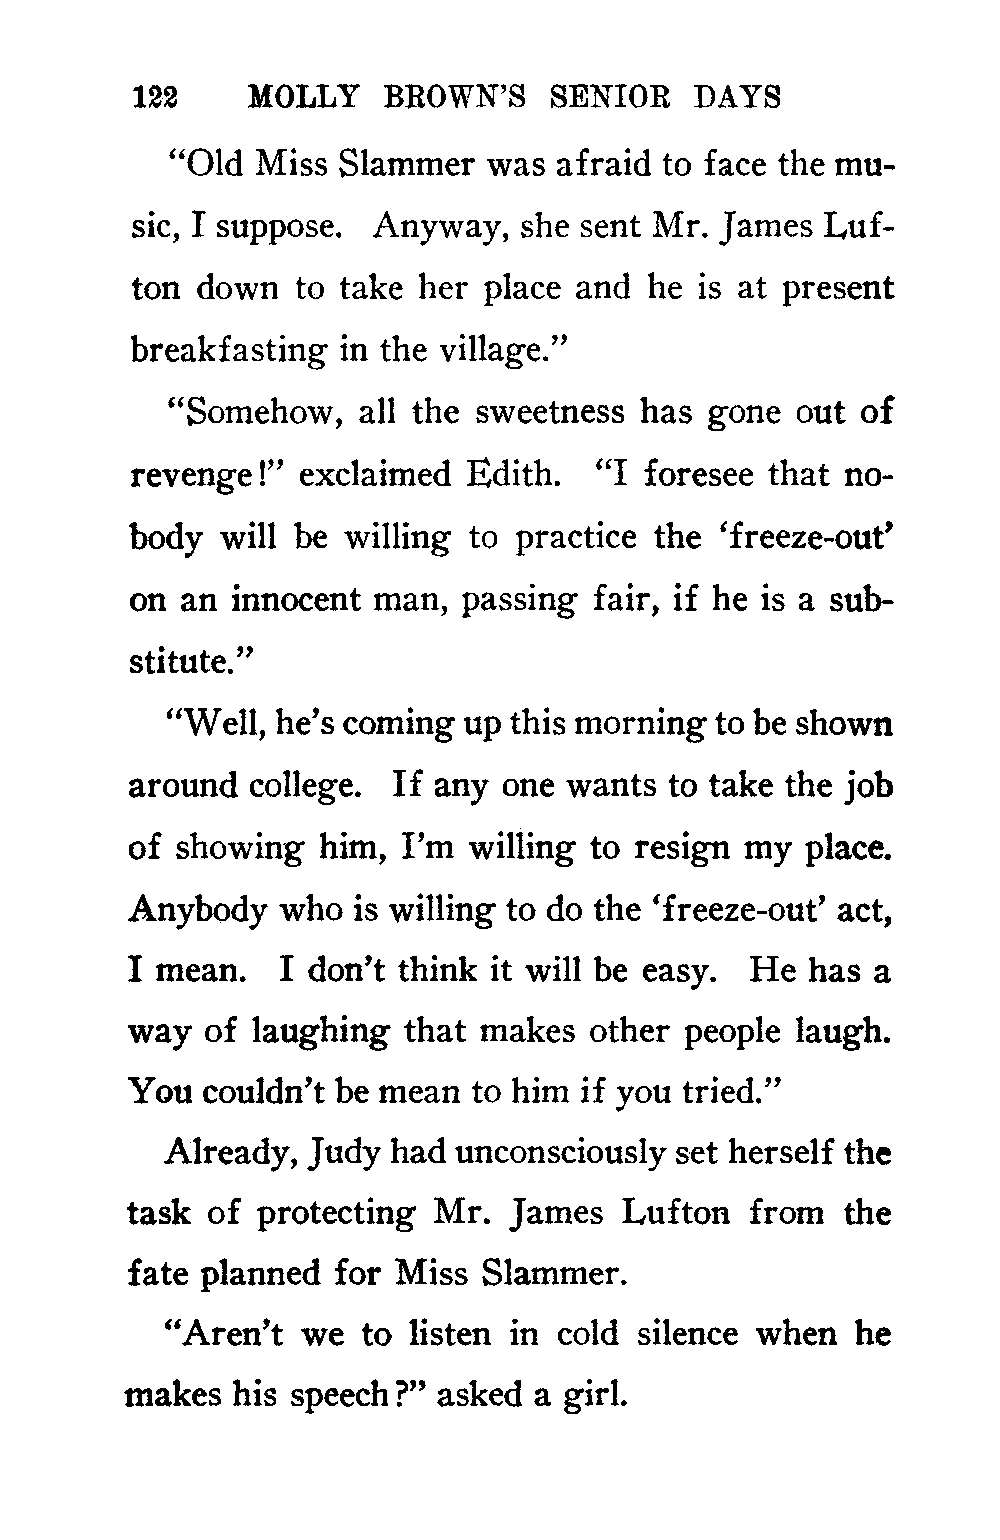 122 MOLLY BROWN'S SENIOR DAYS
“Old Miss Slammer was afraid to face the mu-
sic, I suppose. Anyway, she sent Mr. James Luf-
ton down to take her place and he is at present
breakfasting in the village.”
“Somehow, all the sweetness has gone out of
revenge!” exclaimed Edith. “I foresee that no-
body will be willing to practice the ‘freeze-out’
on an innocent man, passing fair, if he is a sub-
stitute.”
“Well, he’s coming up this morning to be shown
around college. If any one wants to take the job
of showing him, I’m willing to resign my place.
Anybody who is willing to do the ‘freeze-out’ act,
I mean. I don’t think it will be easy. He has a
way of laughing that makes other people laugh.
You couldn’t be mean to him if you tried.”
Already, Judy had unconsciously set herself the
task of protecting Mr. James Lufton from the
fate planned for Miss Slammer.
“Aren’t we to listen in cold silence when he
makes his speech?” asked a girl.